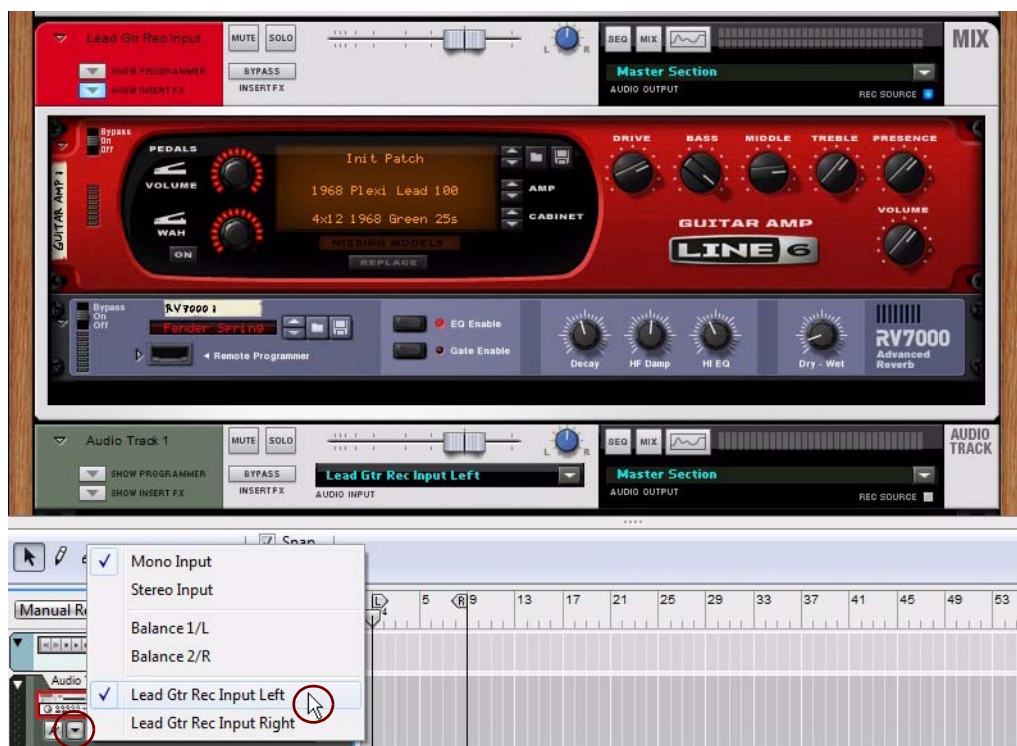 Lead Gtr Rec Input
MUTE SOLO
L R
SEQ MIX
MIX
SHOW PROGRAMMER
SHOW INSERT FX
BYPASS
INSERT FX
Master Section
AUDIO OUTPUT
REC SOURCE
Bypass
On
Off
GUITAR AMP 1
PEDALS
VOLUME
WAH
ON
Init Patch
1968 Plexi Lead 100
4x12 1968 Green 25s
MISSING MODELS
REPLACE
AMP
CABINET
DRIVE BASS MIDDLE TREBLE PRESENCE
GUITAR AMP
LINE 6
VOLUME
Bypass
On
Off
RV7000 1
Fender Spring
Remote Programmer
EQ Enable
Gate Enable
Decay HF Damp HI EQ
Dry - Wet
RV7000
Advanced
Reverb
Audio Track 1
MUTE SOLO
L R
SEQ MIX
AUDIO
TRACK
SHOW PROGRAMMER
SHOW INSERT FX
BYPASS
INSERT FX
Lead Gtr Rec Input Left
AUDIO INPUT
Master Section
AUDIO OUTPUT
REC SOURCE
Snap
Mono Input
Stereo Input
Balance 1/L
Balance 2/R
Lead Gtr Rec Input Left
Lead Gtr Rec Input Right
Manual R
L R
5 9 13 17 21 25 29 33 37 41 45 49 53
4
Audio